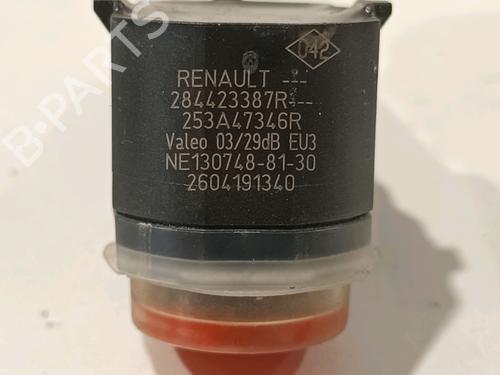 042
RENAULT ---
284423387R---
253A47346R
Valeo 03/29dB EU3
NE130748-81-30
2604191340
B-PARTS